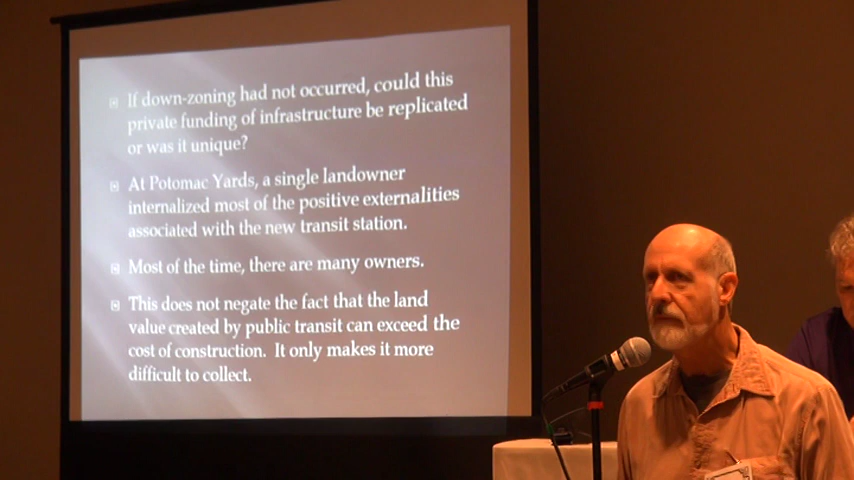 If down-zoning had not occurred, could this
private funding of infrastructure be replicated
or was it unique?
At Potomac Yards, a single landowner
internalized most of the positive externalities
associated with the new transit station.
Most of the time, there are many owners.
This does not negate the fact that the land
value created by public transit can exceed the
cost of construction. It only makes it more
difficult to collect.